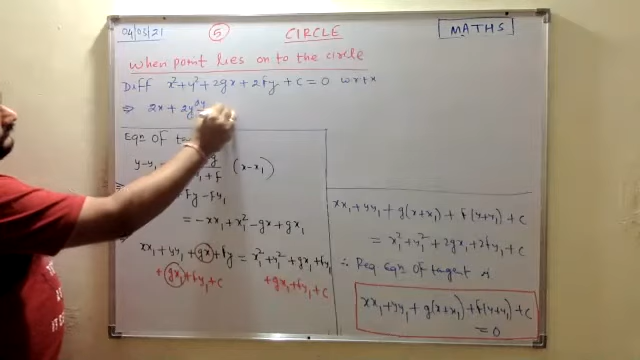 04/03/21
5
CIRCLE
MATHS
When point lies on to the circle
Diff x² + y² + 2gx + 2fy + c = 0 w.r.t x
⇒ 2x + 2y dy
Eqn Of
y - y₁ (x - x₁)
fy - fy₁
= -xx₁ + x₁² - gx + gx₁
xx₁ + yy₁ + gx + fy = x₁² + y₁² + gx₁ + fy₁
+ gx₁ + fy₁ + c + gx₁ + fy₁ + c
xx₁ + yy₁ + g(x+x₁) + f(y+y₁) + c
= x₁² + y₁² + 2gx₁ + 2fy₁ + c
∴ Req Eqn Of tangent is
xx₁ + yy₁ + g(x+x₁) + f(y+y₁) + c
= 0